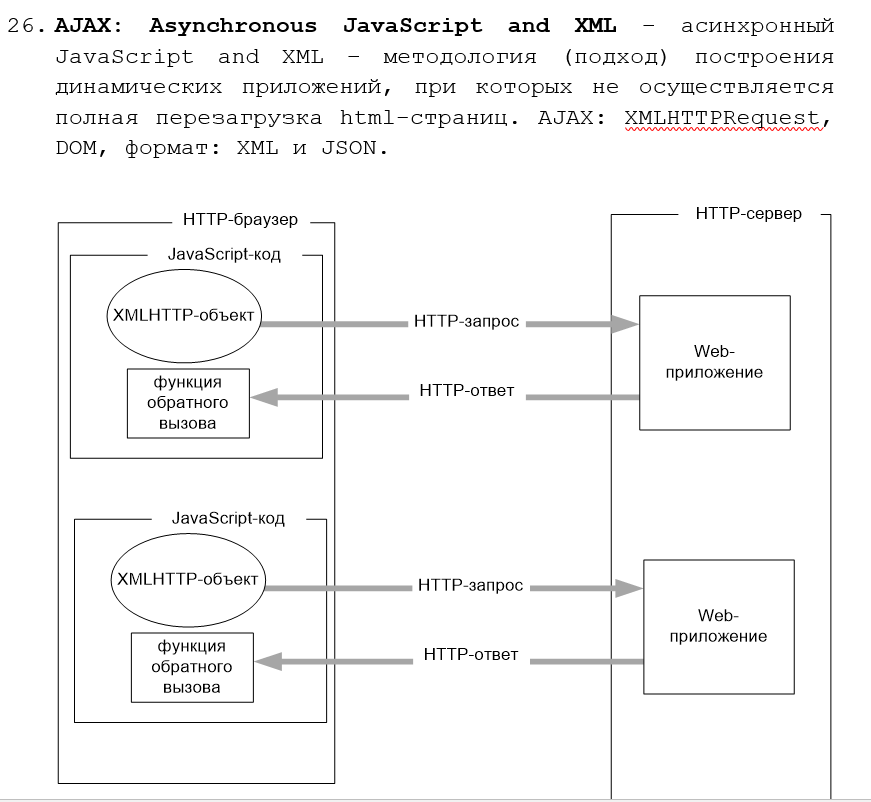 26. AJAX: Asynchronous JavaScript and XML – асинхронный
JavaScript and XML – методология (подход) построения
динамических приложений, при которых не осуществляется
полная перезагрузка html-страниц. AJAX: XMLHTTPRequest,
DOM, формат: XML и JSON.
HTTP-браузер
HTTP-сервер
JavaScript-код
XMLHTTP-объект
HTTP-запрос
Web-
приложение
функция
обратного
вызова
HTTP-ответ
JavaScript-код
XMLHTTP-объект
HTTP-запрос
Web-
приложение
функция
обратного
вызова
HTTP-ответ